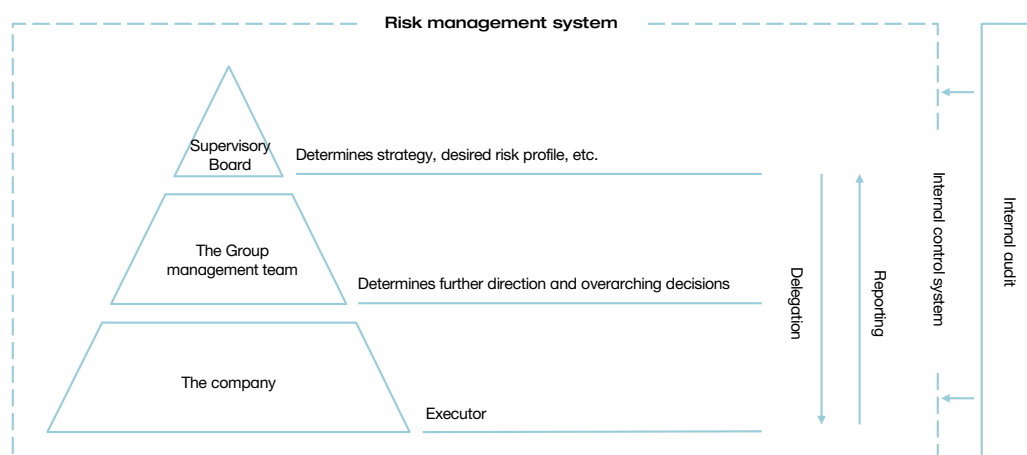 Risk management system
Supervisory
Board
Determines strategy, desired risk profile, etc.
The Group
management team
Determines further direction and overarching decisions
The company
Executor
Delegation
Reporting
Internal control system
Internal audit